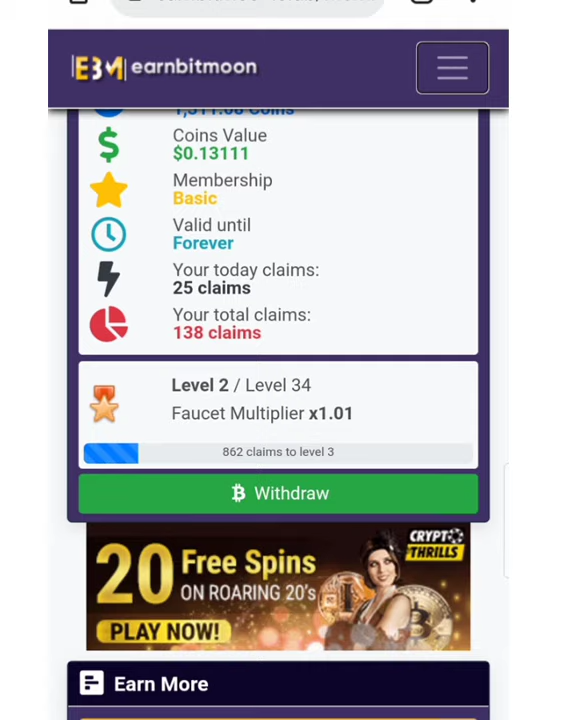 EBM earnbitmoon
Coins Value
$0.13111
Membership
Basic
Valid until
Forever
Your today claims:
25 claims
Your total claims:
138 claims
Level 2 / Level 34
Faucet Multiplier x1.01
862 claims to level 3
Withdraw
CRYPTO
THRILLS
20 Free Spins
ON ROARING 20's
PLAY NOW!
Earn More